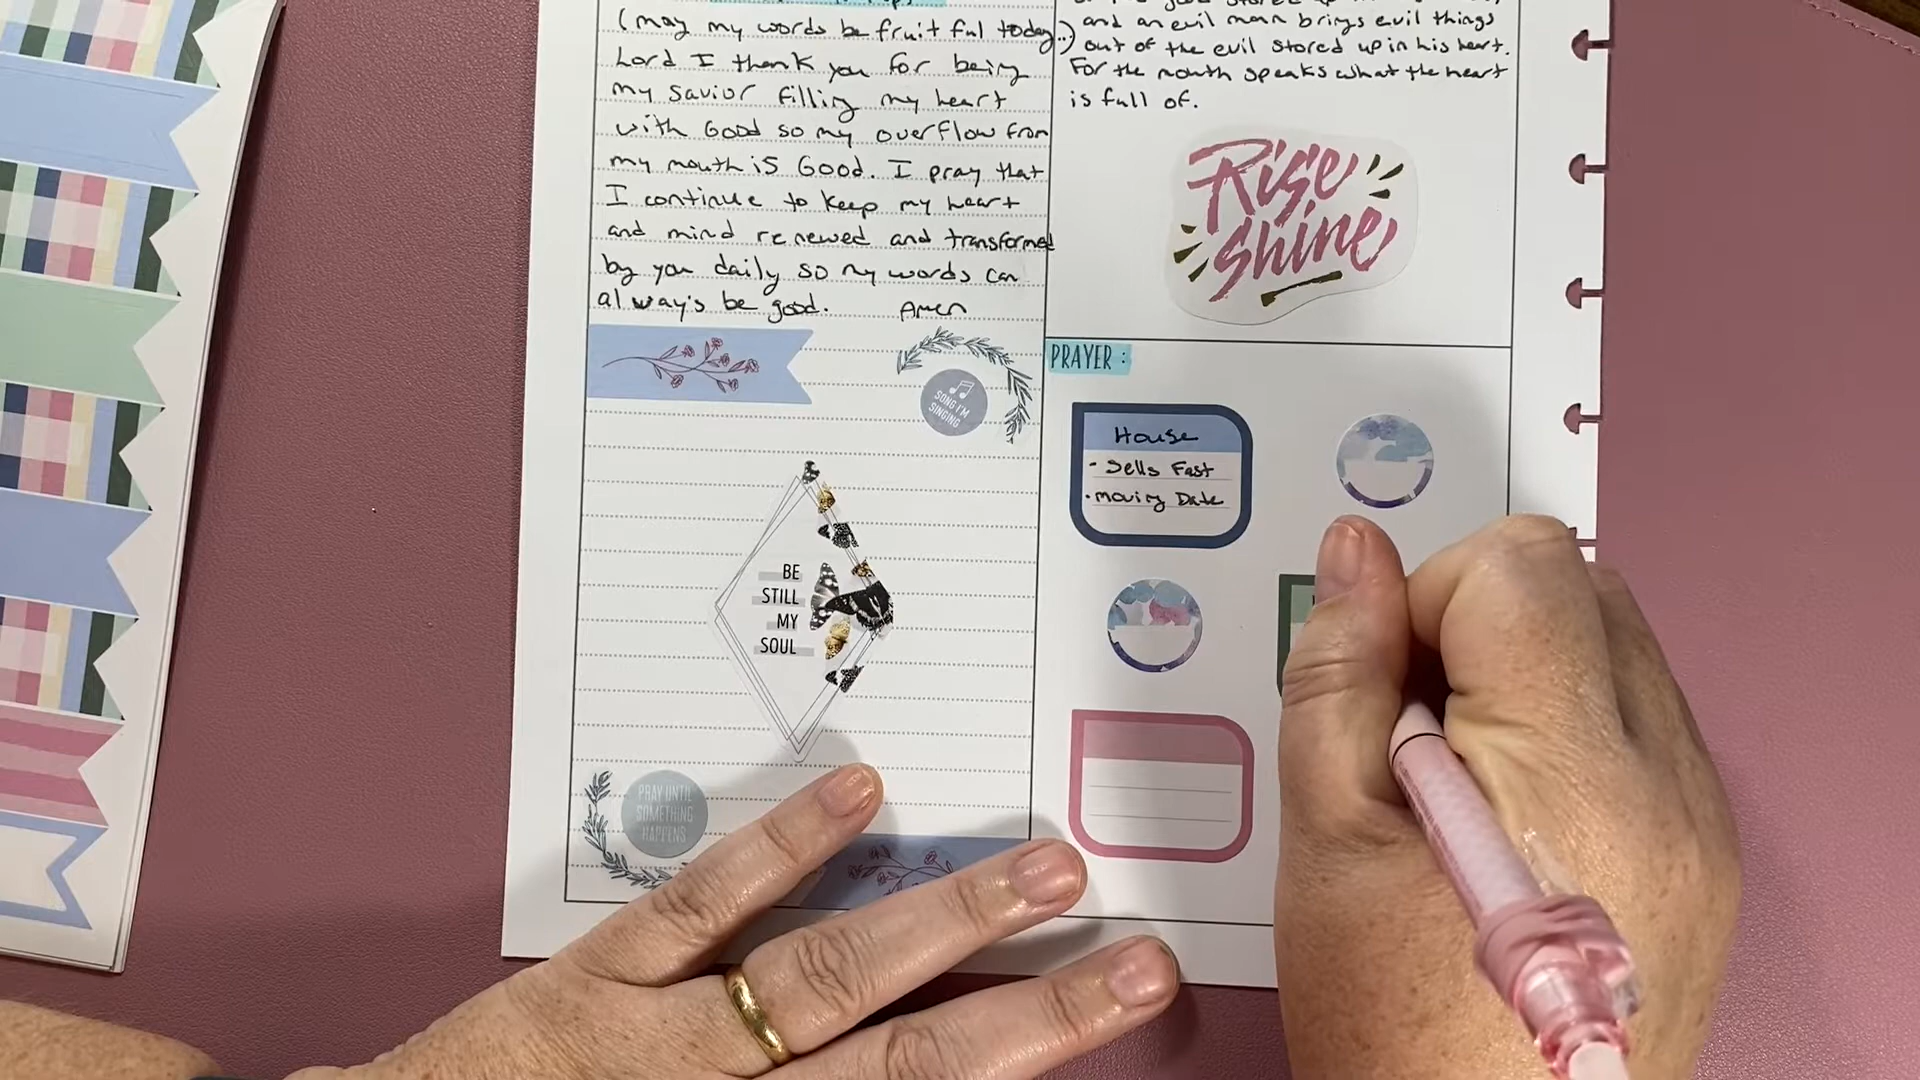 (may my words be fruitful today..)
Lord I thank you for being
my savior filling my heart
with Good so my overflow from
my mouth is Good. I pray that
I continue to keep my heart
and mind renewed and transformed
by you daily so my words can
always be good. Amen
SONG I'M
SINGING
BE
STILL
MY
SOUL
PRAY UNTIL
SOMETHING
HAPPENS
and an evil man brings evil things
out of the evil stored up in his heart.
For the mouth speaks what the heart
is full of.
Rise
shine
PRAYER:
House
- Sells Fast
- moving Date